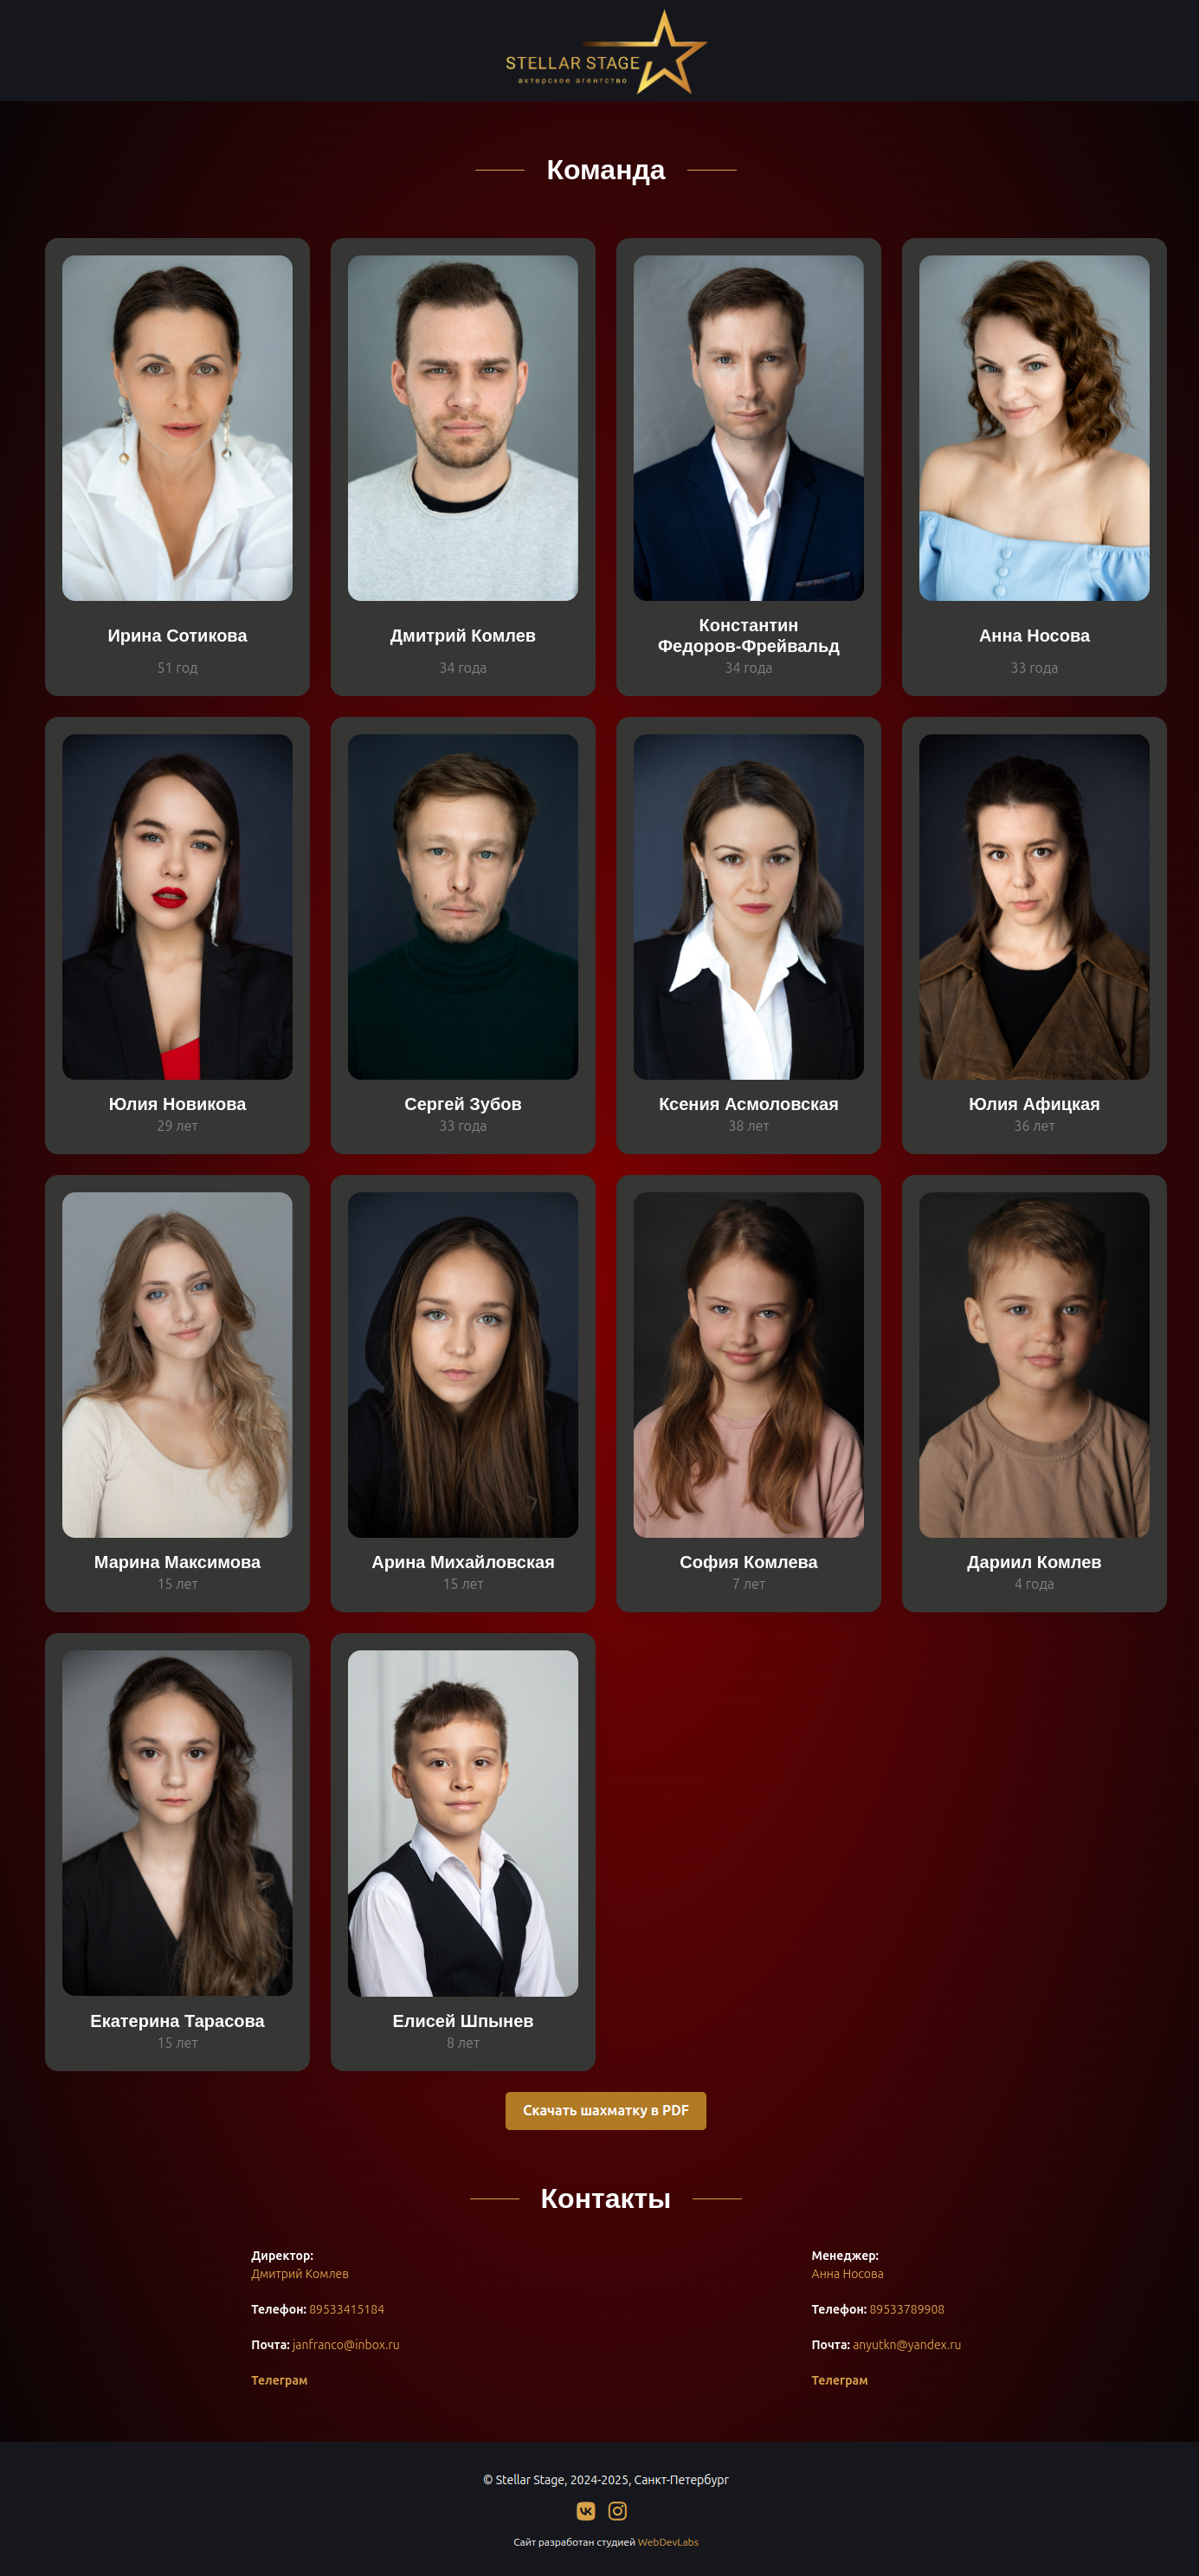 STELLAR STAGE
актерское агентство
Команда
Ирина Сотикова
51 год
Дмитрий Комлев
34 года
Константин
Федоров-Фрейвальд
34 года
Анна Носова
33 года
Юлия Новикова
29 лет
Сергей Зубов
33 года
Ксения Асмоловская
38 лет
Юлия Афицкая
36 лет
Марина Максимова
15 лет
Арина Михайловская
15 лет
София Комлева
7 лет
Дариил Комлев
4 года
Екатерина Тарасова
15 лет
Елисей Шпынев
8 лет
Скачать шахматку в PDF
Контакты
Директор:
Дмитрий Комлев
Телефон: 89533415184
Почта: janfranco@inbox.ru
Телеграм
Менеджер:
Анна Носова
Телефон: 89533789908
Почта: anyutkn@yandex.ru
Телеграм
© Stellar Stage, 2024-2025, Санкт-Петербург
Сайт разработан студией WebDevLabs